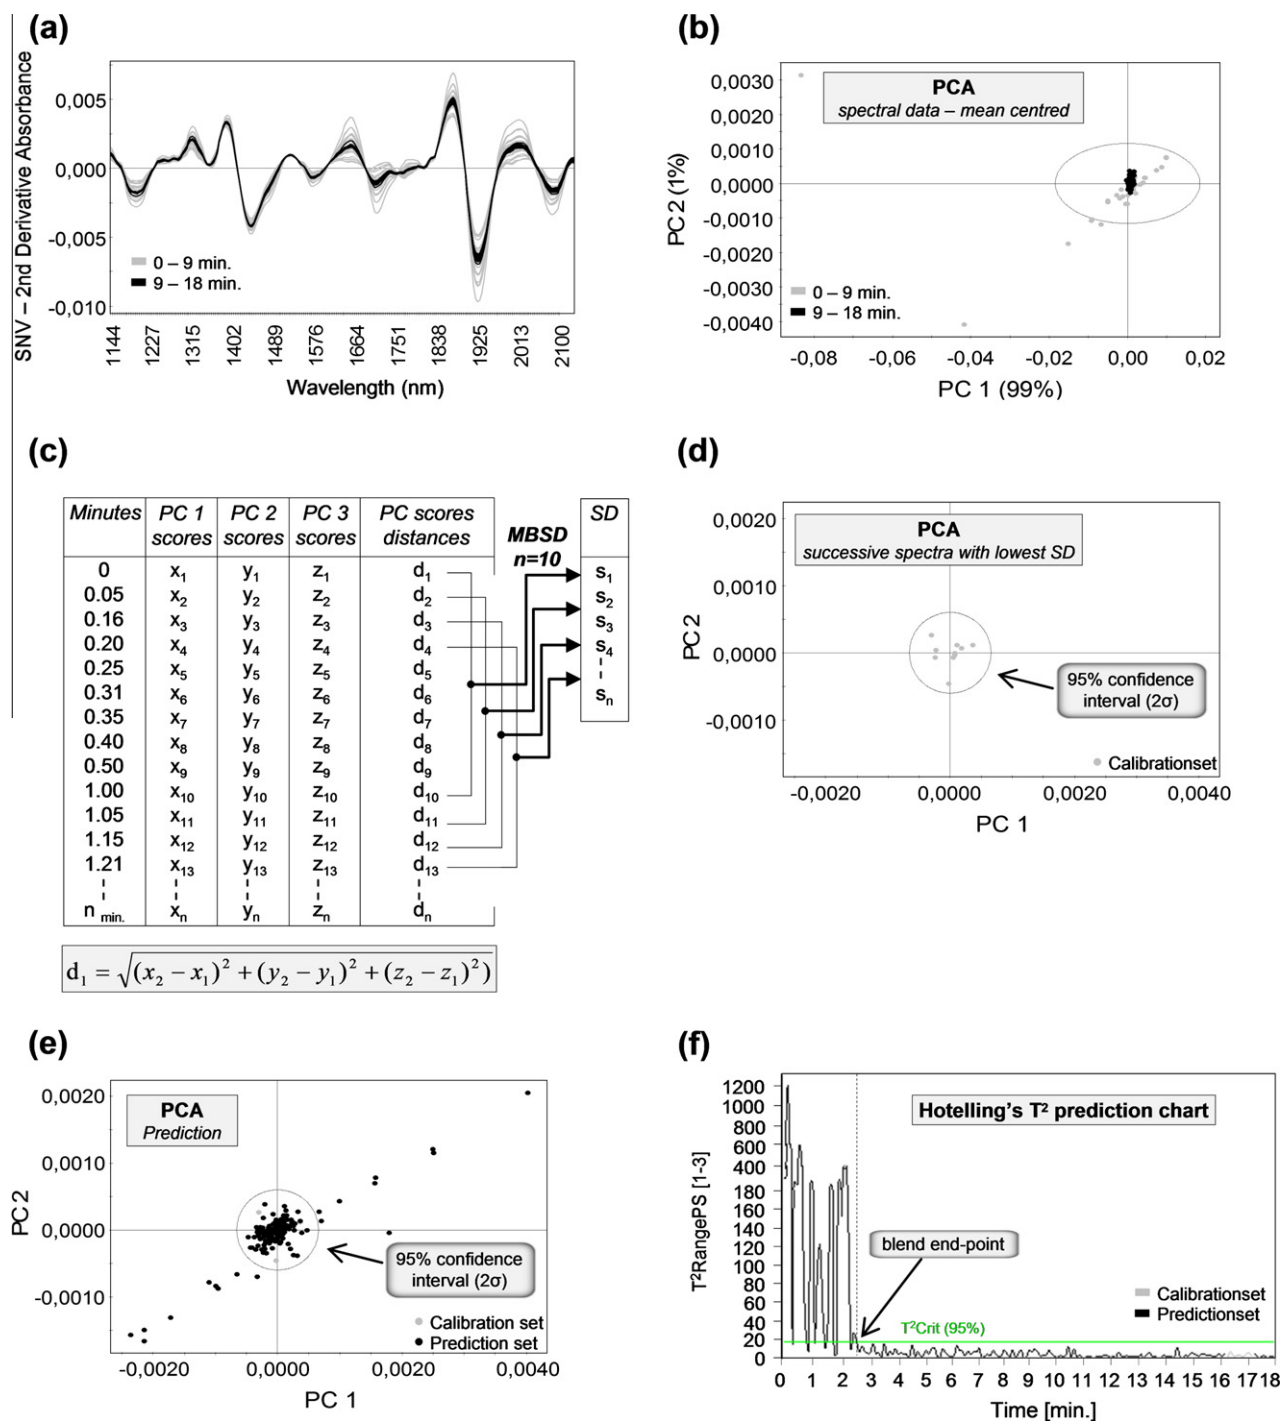 (a)
SNV – 2nd Derivative Absorbance
0,005
0,000
-0,005
-0,010
0 – 9 min.
9 – 18 min.
1144 1227 1315 1402 1489 1576 1664 1751 1838 1925 2013 2100
Wavelength (nm)
(b)
PC 2 (1%)
0,0030
0,0020
0,0010
0,0000
-0,0010
-0,0020
-0,0030
-0,0040
PCA
spectral data – mean centred
0 – 9 min.
9 – 18 min.
-0,08 -0,06 -0,04 -0,02 0,00 0,02
PC 1 (99%)
(c)
Minutes PC 1 scores PC 2 scores PC 3 scores PC scores distances MBSD n=10 SD
0 x1 y1 z1 d1 s1
0.05 x2 y2 z2 d2 s2
0.16 x3 y3 z3 d3 s3
0.20 x4 y4 z4 d4 s4
0.25 x5 y5 z5 d5
0.31 x6 y6 z6 d6 sn
0.35 x7 y7 z7 d7
0.40 x8 y8 z8 d8
0.50 x9 y9 z9 d9
1.00 x10 y10 z10 d10
1.05 x11 y11 z11 d11
1.15 x12 y12 z12 d12
1.21 x13 y13 z13 d13
n min. xn yn zn dn
d1 = √(x2 − x1)² + (y2 − y1)² + (z2 − z1)²)
(d)
PC 2
0,0020
0,0010
0,0000
-0,0010
PCA
successive spectra with lowest SD
95% confidence
interval (2σ)
Calibrationset
-0,0020 0,0000 0,0020 0,0040
PC 1
(e)
PC 2
0,0020
0,0010
0,0000
-0,0010
PCA
Prediction
95% confidence
interval (2σ)
Calibration set
Prediction set
-0,0020 0,0000 0,0020 0,0040
PC 1
(f)
T²RangePS [1-3]
1200
1000
800
600
400
180
140
120
100
80
60
40
20
0
Hotelling's T² prediction chart
blend end-point
Calibrationset
Predictionset
T²Crit (95%)
0 1 2 3 4 5 6 7 8 9 10 11 12 13 14 15 16 17 18
Time [min.]